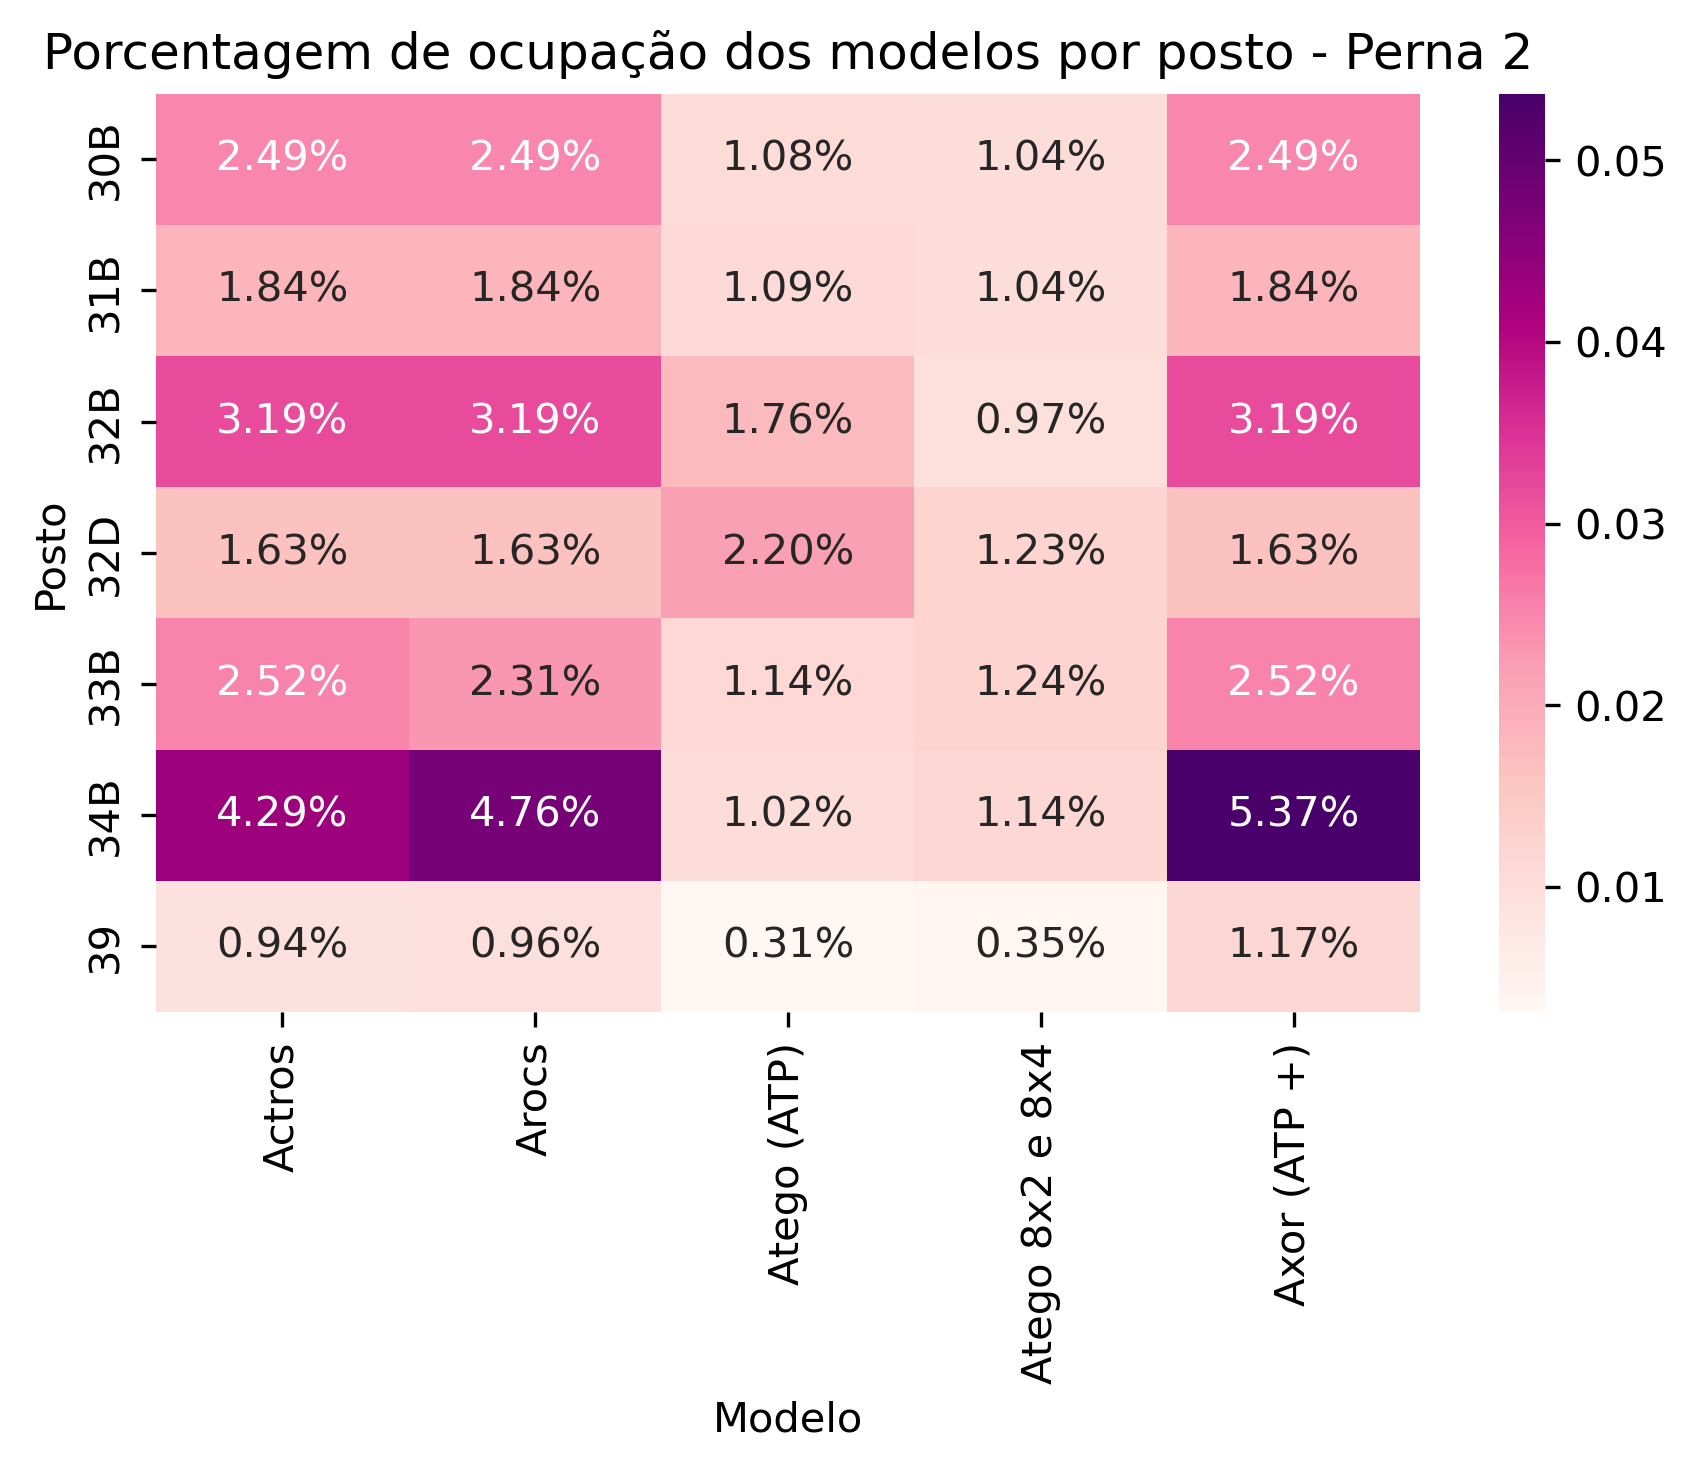 Porcentagem de ocupação dos modelos por posto - Perna 2
Posto
30B 2.49% 2.49% 1.08% 1.04% 2.49%
31B 1.84% 1.84% 1.09% 1.04% 1.84%
32B 3.19% 3.19% 1.76% 0.97% 3.19%
32D 1.63% 1.63% 2.20% 1.23% 1.63%
33B 2.52% 2.31% 1.14% 1.24% 2.52%
34B 4.29% 4.76% 1.02% 1.14% 5.37%
39 0.94% 0.96% 0.31% 0.35% 1.17%
Actros
Arocs
Atego (ATP)
Atego 8x2 e 8x4
Axor (ATP +)
Modelo
0.05
0.04
0.03
0.02
0.01